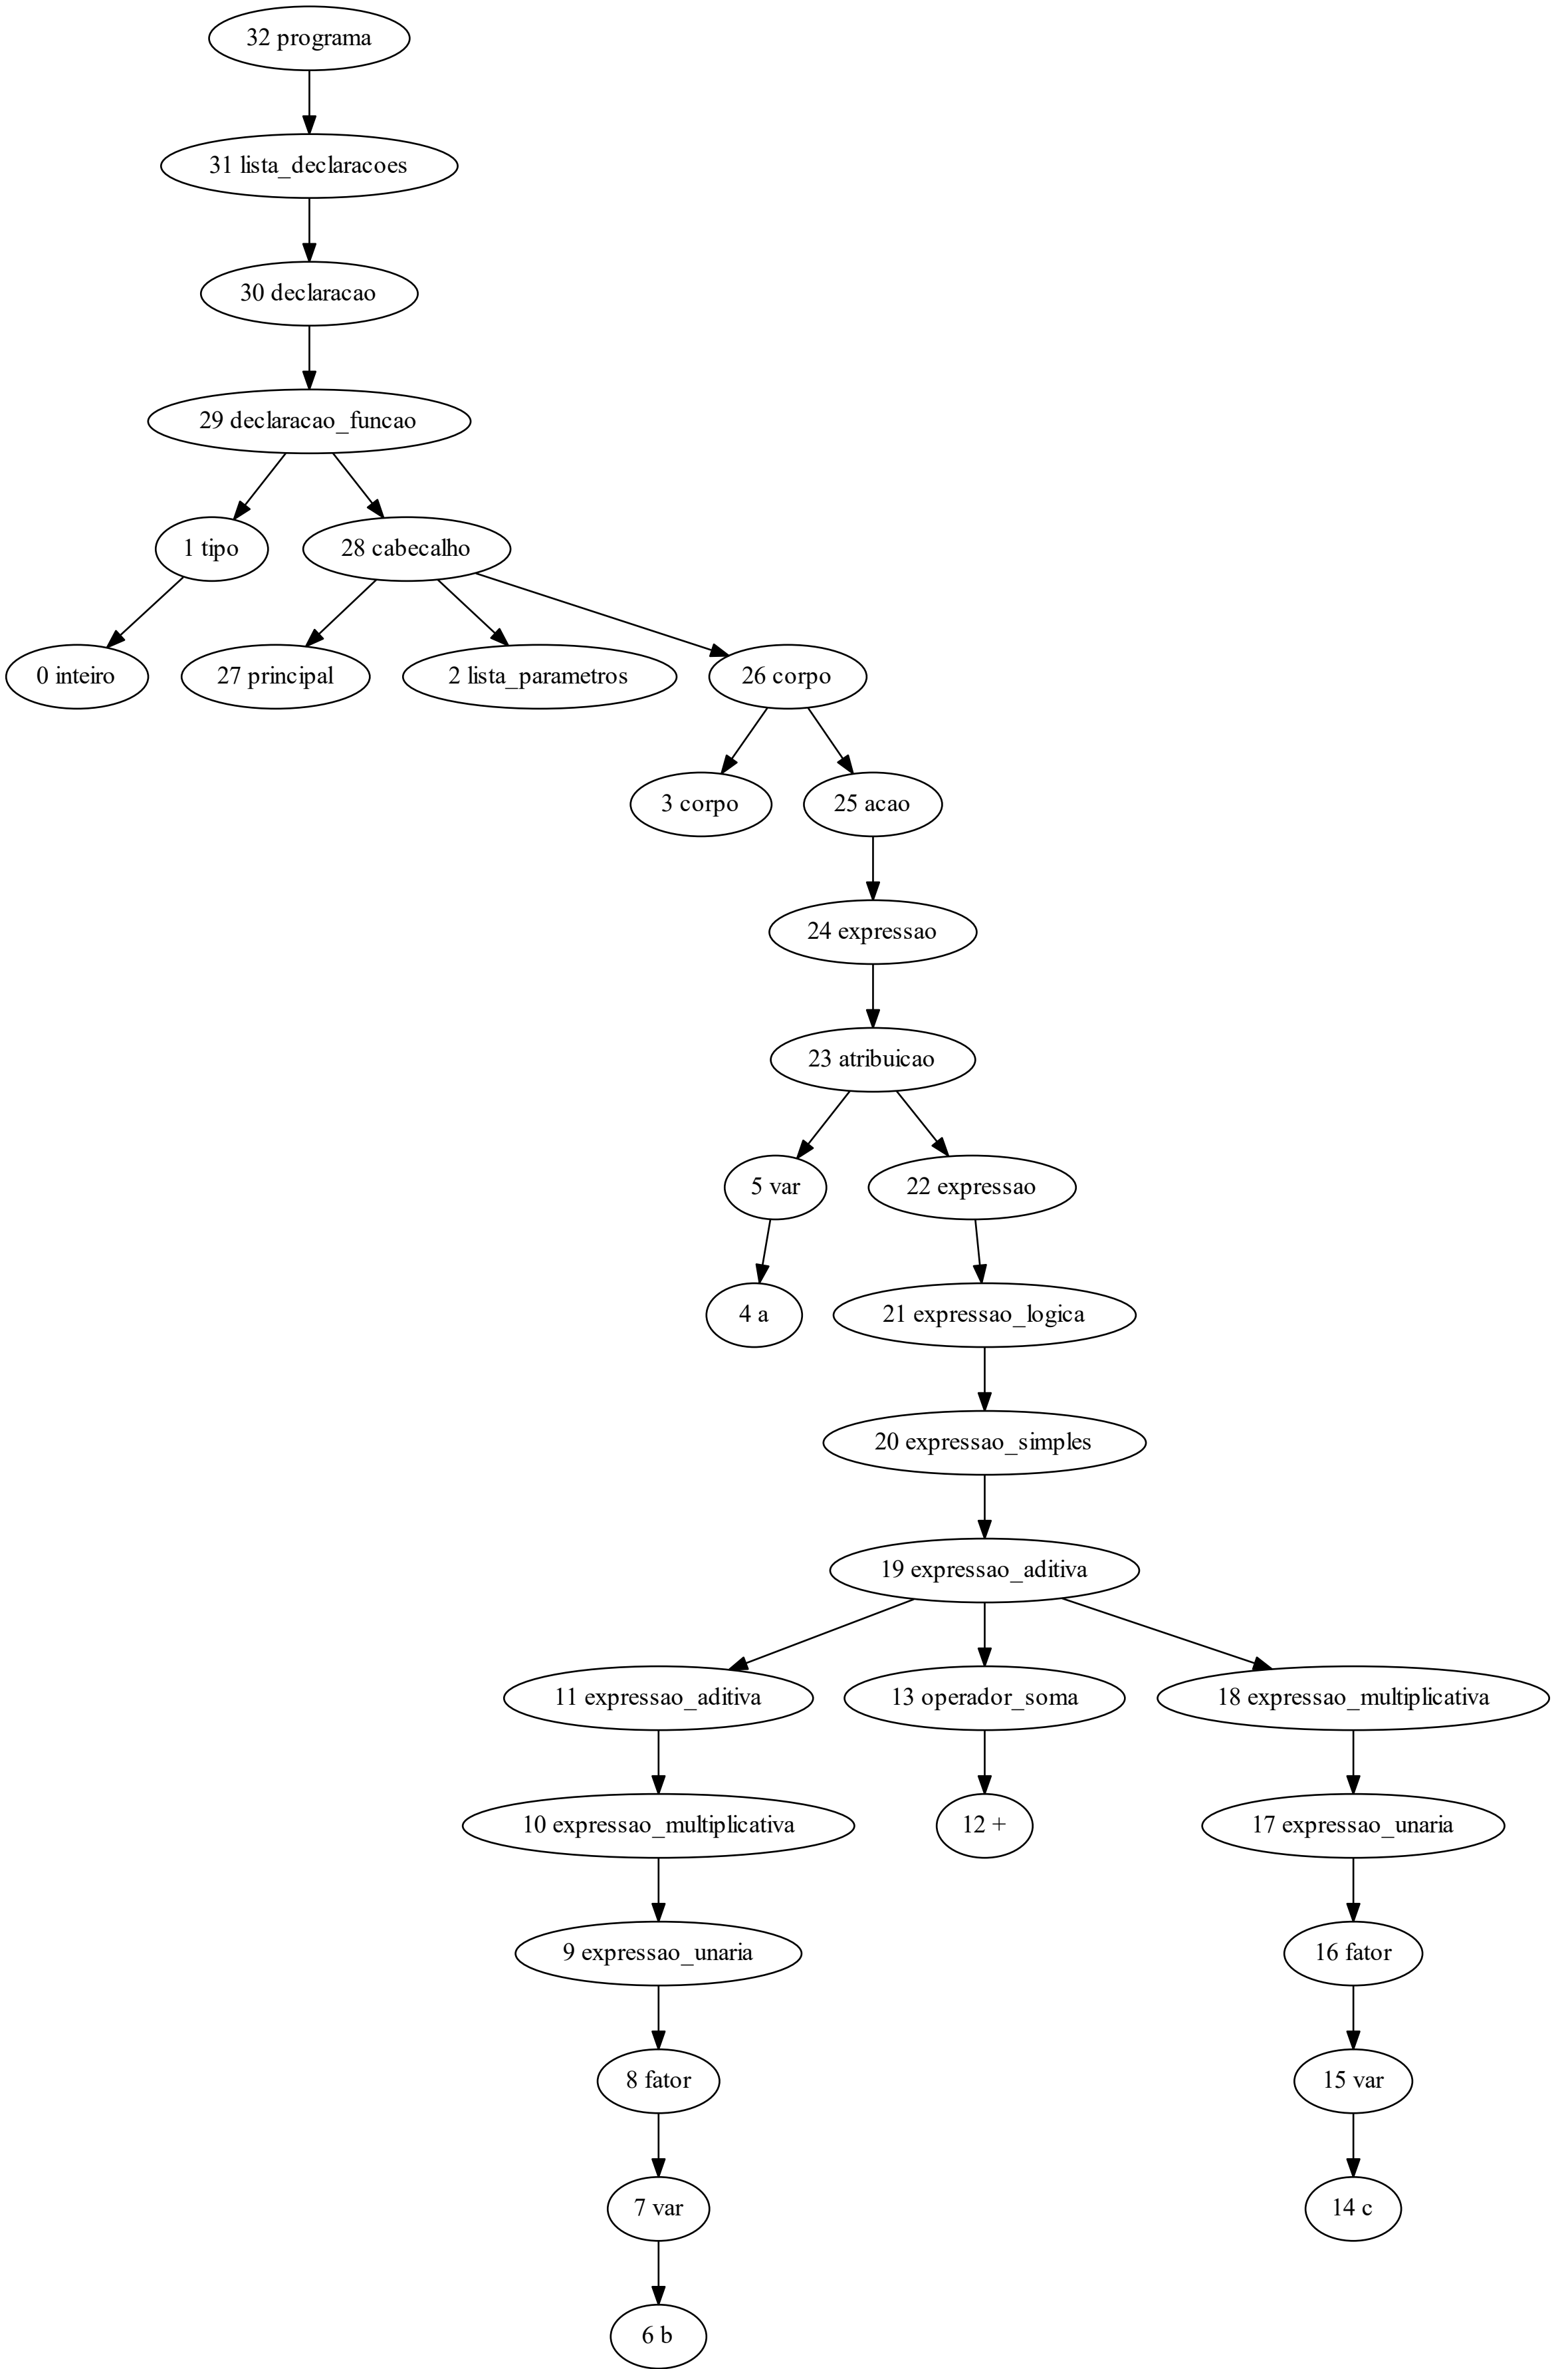 32 programa
31 lista_declaracoes
30 declaracao
29 declaracao_funcao
1 tipo
28 cabecalho
0 inteiro
27 principal
2 lista_parametros
26 corpo
3 corpo
25 acao
24 expressao
23 atribuicao
5 var
22 expressao
4 a
21 expressao_logica
20 expressao_simples
19 expressao_aditiva
11 expressao_aditiva
13 operador_soma
18 expressao_multiplicativa
10 expressao_multiplicativa
12 +
17 expressao_unaria
9 expressao_unaria
16 fator
8 fator
15 var
7 var
14 c
6 b